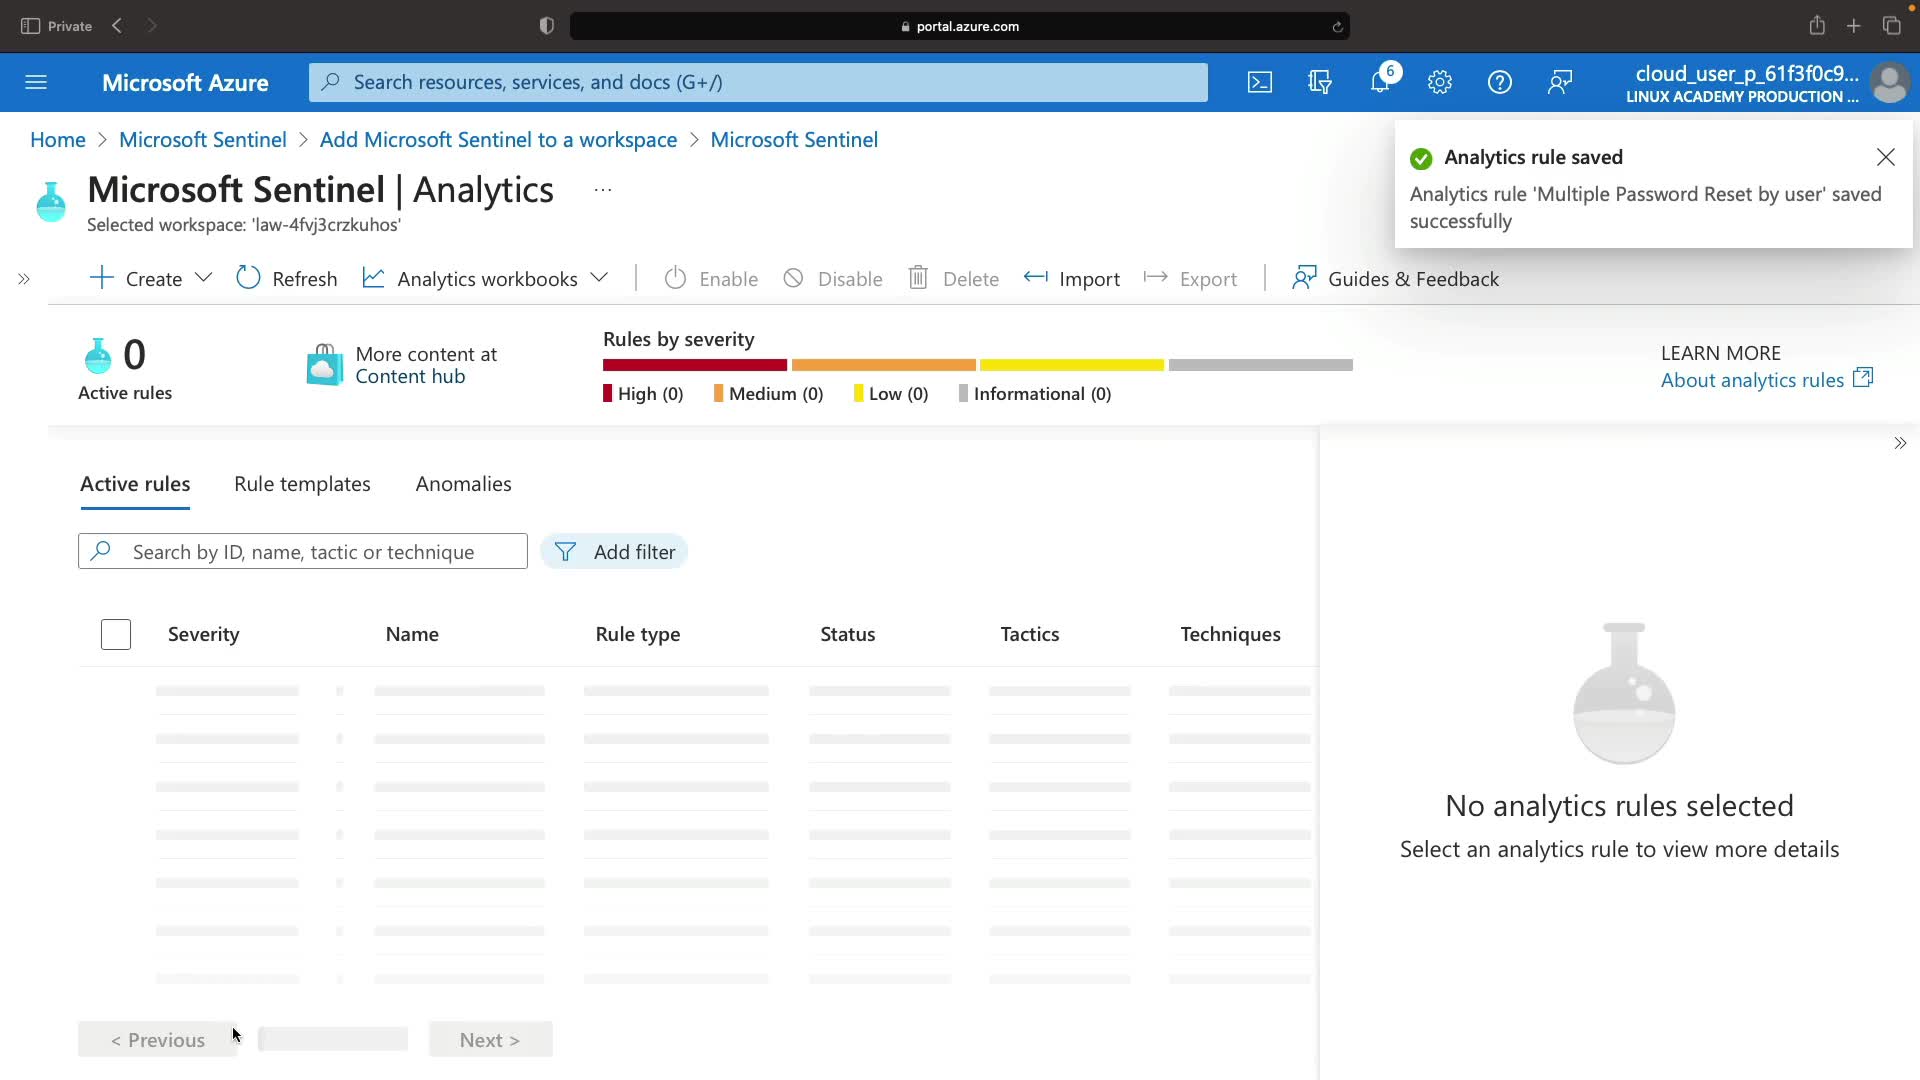 Private
portal.azure.com
Microsoft Azure
Search resources, services, and docs (G+/)
6
cloud_user_p_61f3f0c9...
LINUX ACADEMY PRODUCTION ...
Home > Microsoft Sentinel > Add Microsoft Sentinel to a workspace > Microsoft Sentinel
Microsoft Sentinel | Analytics ...
Selected workspace: 'law-4fvj3crzkuhos'
Analytics rule saved
Analytics rule 'Multiple Password Reset by user' saved
successfully
Create Refresh Analytics workbooks Enable Disable Delete Import Export Guides & Feedback
0
Active rules
More content at
Content hub
Rules by severity
High (0) Medium (0) Low (0) Informational (0)
LEARN MORE
About analytics rules
Active rules Rule templates Anomalies
Search by ID, name, tactic or technique
Add filter
Severity Name Rule type Status Tactics Techniques
No analytics rules selected
Select an analytics rule to view more details
< Previous Next >